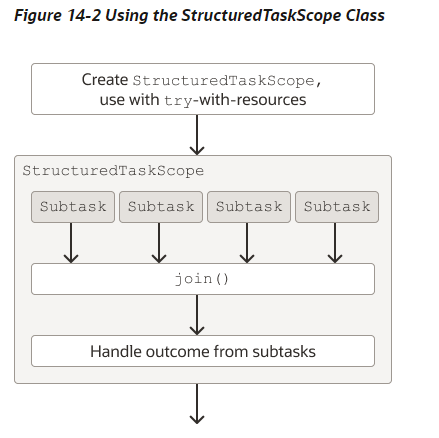 Figure 14-2 Using the StructuredTaskScope Class
Create StructuredTaskScope,
use with try-with-resources
StructuredTaskScope
Subtask Subtask Subtask Subtask
join()
Handle outcome from subtasks